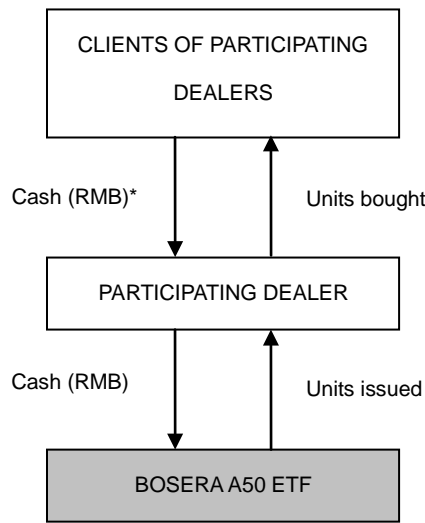 CLIENTS OF PARTICIPATING
DEALERS
Cash (RMB)*
Units bought
PARTICIPATING DEALER
Cash (RMB)
Units issued
BOSERA A50 ETF